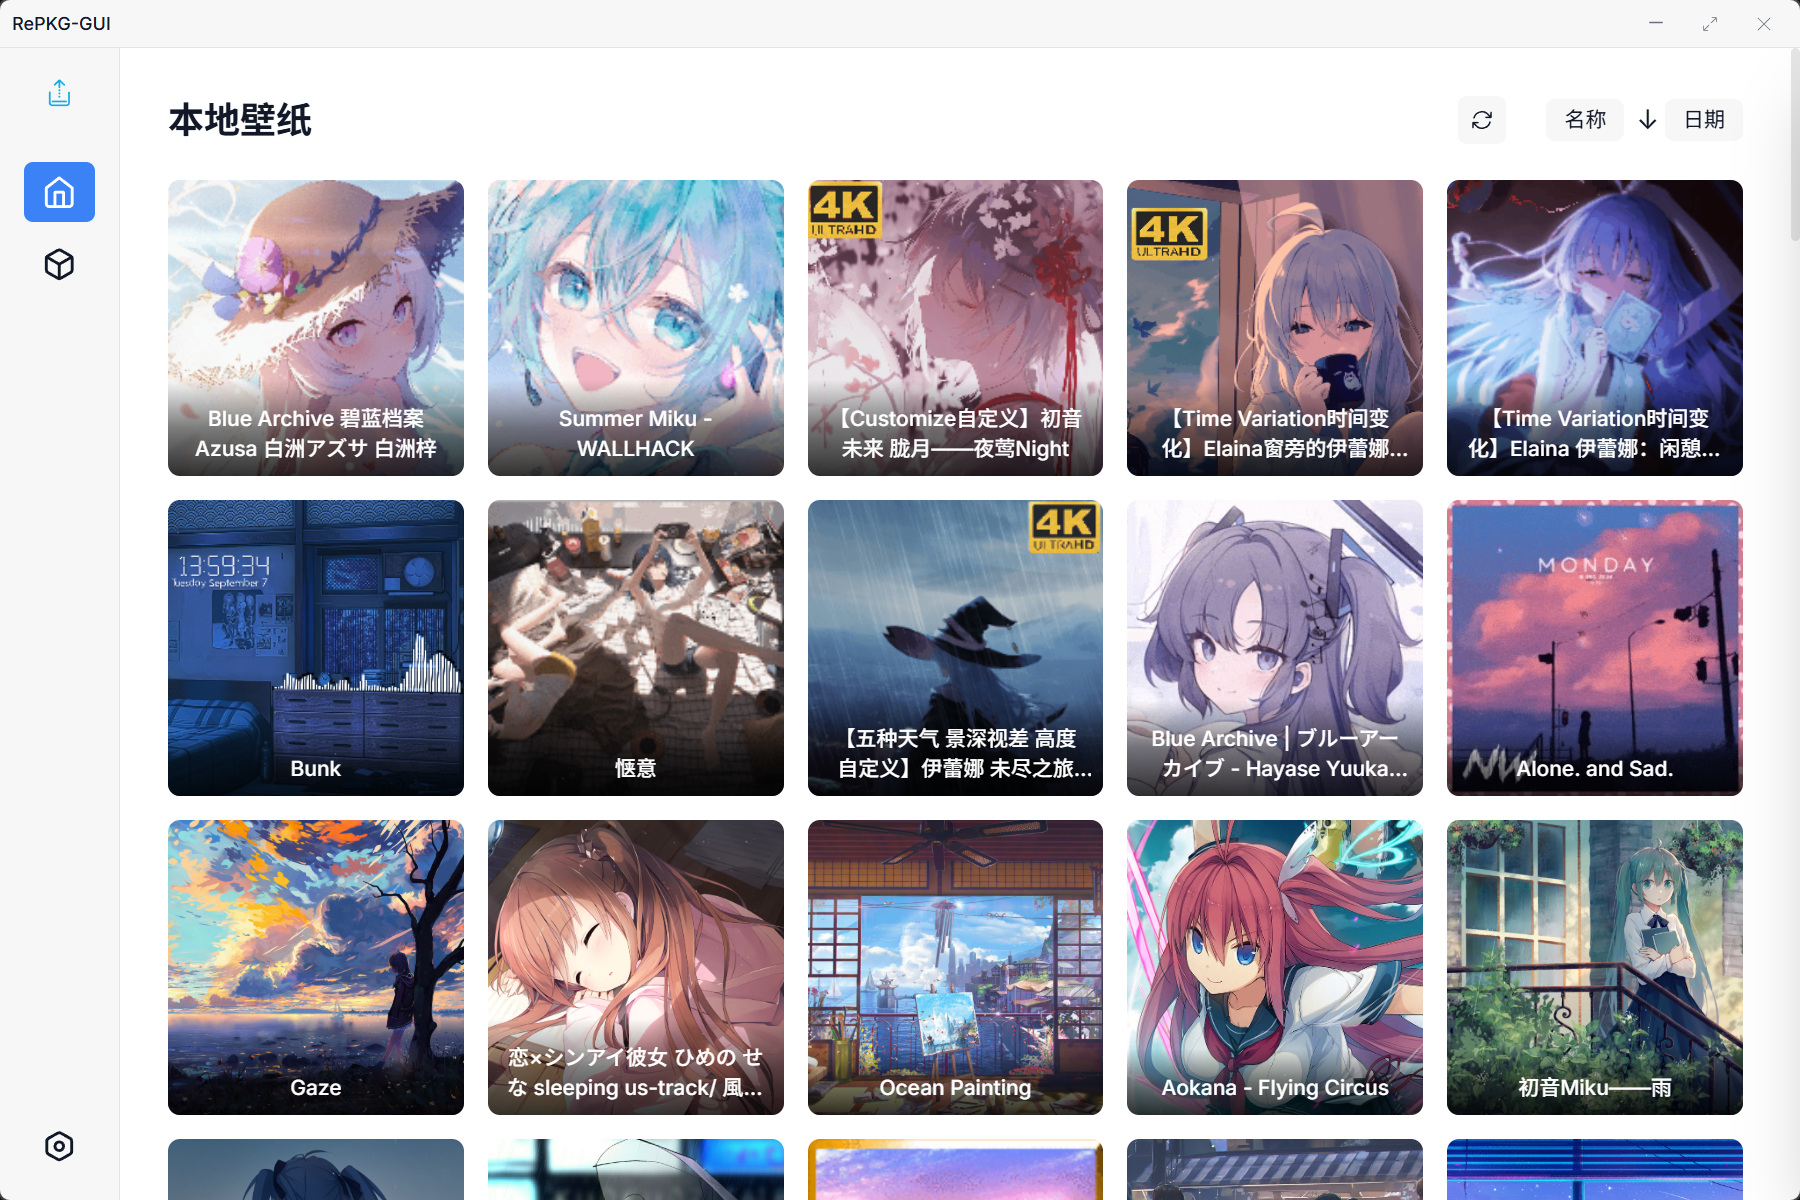 RePKG-GUI
本地壁纸
名称
日期
Blue Archive 碧蓝档案
Azusa 白洲アズサ 白洲梓
Summer Miku -
WALLHACK
4K
ULTRAHD
【Customize自定义】初音
未来 胧月——夜莺Night
4K
ULTRAHD
【Time Variation时间变
化】Elaina窗旁的伊蕾娜...
【Time Variation时间变
化】Elaina 伊蕾娜：闲憩...
13:59:34
Tuesday September 7
Bunk
惬意
4K
ULTRAHD
【五种天气 景深视差 高度
自定义】伊蕾娜 未尽之旅...
Blue Archive | ブルーアー
カイブ - Hayase Yuuka...
MONDAY
Alone. and Sad.
Gaze
恋×シンアイ彼女 ひめの せ
な sleeping us-track/ 風...
Ocean Painting
Aokana - Flying Circus
初音Miku——雨